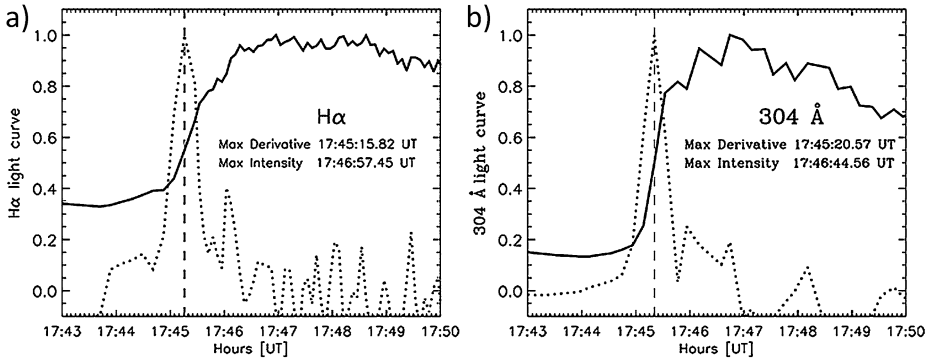 a)
Hα light curve
1.0
0.8
0.6
0.4
0.2
0.0
Hα
Max Derivative 17:45:15.82 UT
Max Intensity 17:46:57.45 UT
17:43 17:44 17:45 17:46 17:47 17:48 17:49 17:50
Hours [UT]
b)
304 Å light curve
1.0
0.8
0.6
0.4
0.2
0.0
304 Å
Max Derivative 17:45:20.57 UT
Max Intensity 17:46:44.56 UT
17:43 17:44 17:45 17:46 17:47 17:48 17:49 17:50
Hours [UT]